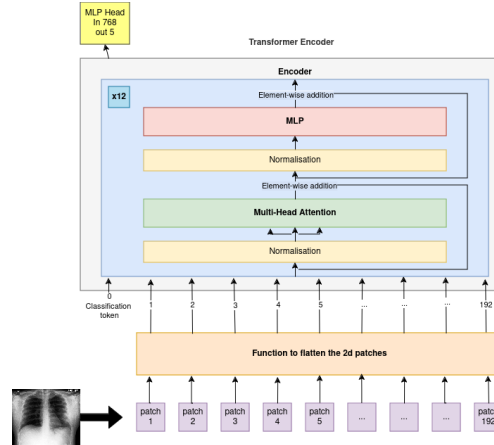 MLP Head
In 768
out 5
Transformer Encoder
Encoder
x12
Element-wise addition
MLP
Normalisation
Element-wise addition
Multi-Head Attention
Normalisation
0
Classification
token
1 2 3 4 5 ... ... ... 192
Function to flatten the 2d patches
patch patch patch patch patch ... ... ... patch
1 2 3 4 5 192